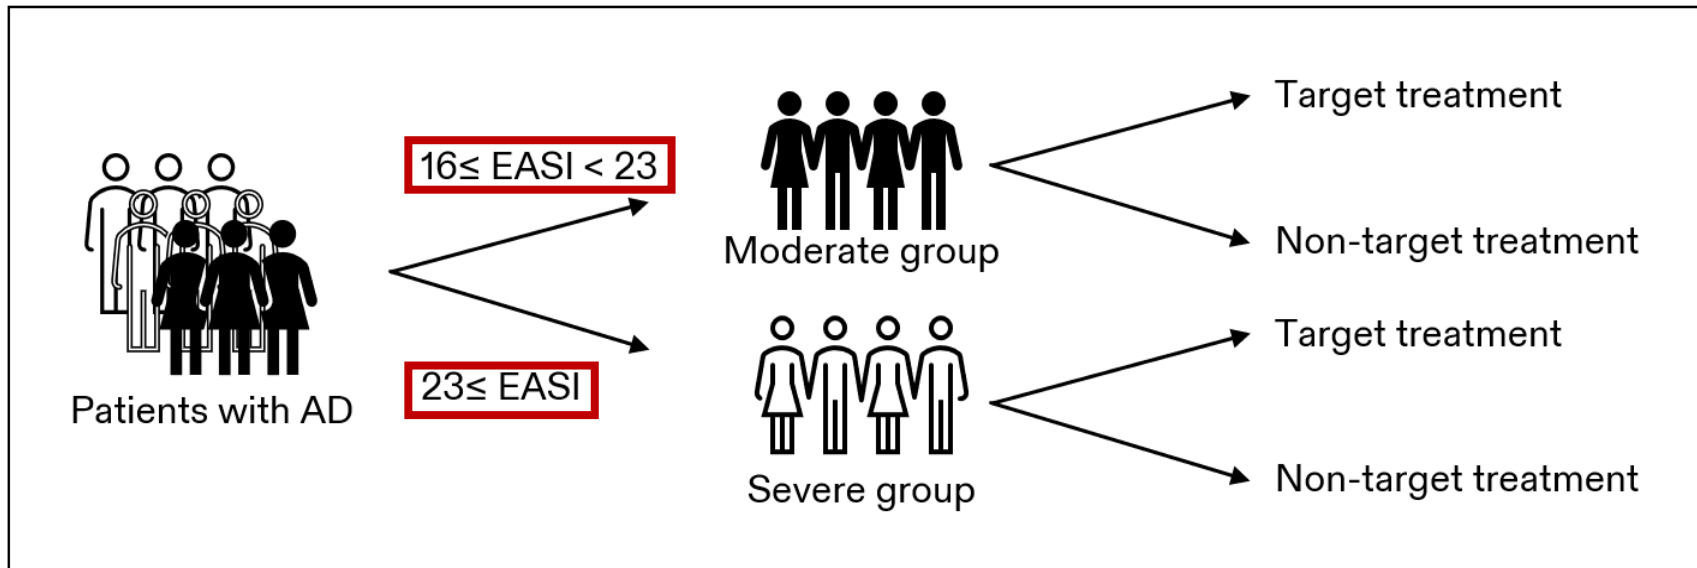 Patients with AD
16≤ EASI < 23
23≤ EASI
Moderate group
Target treatment
Non-target treatment
Severe group
Target treatment
Non-target treatment